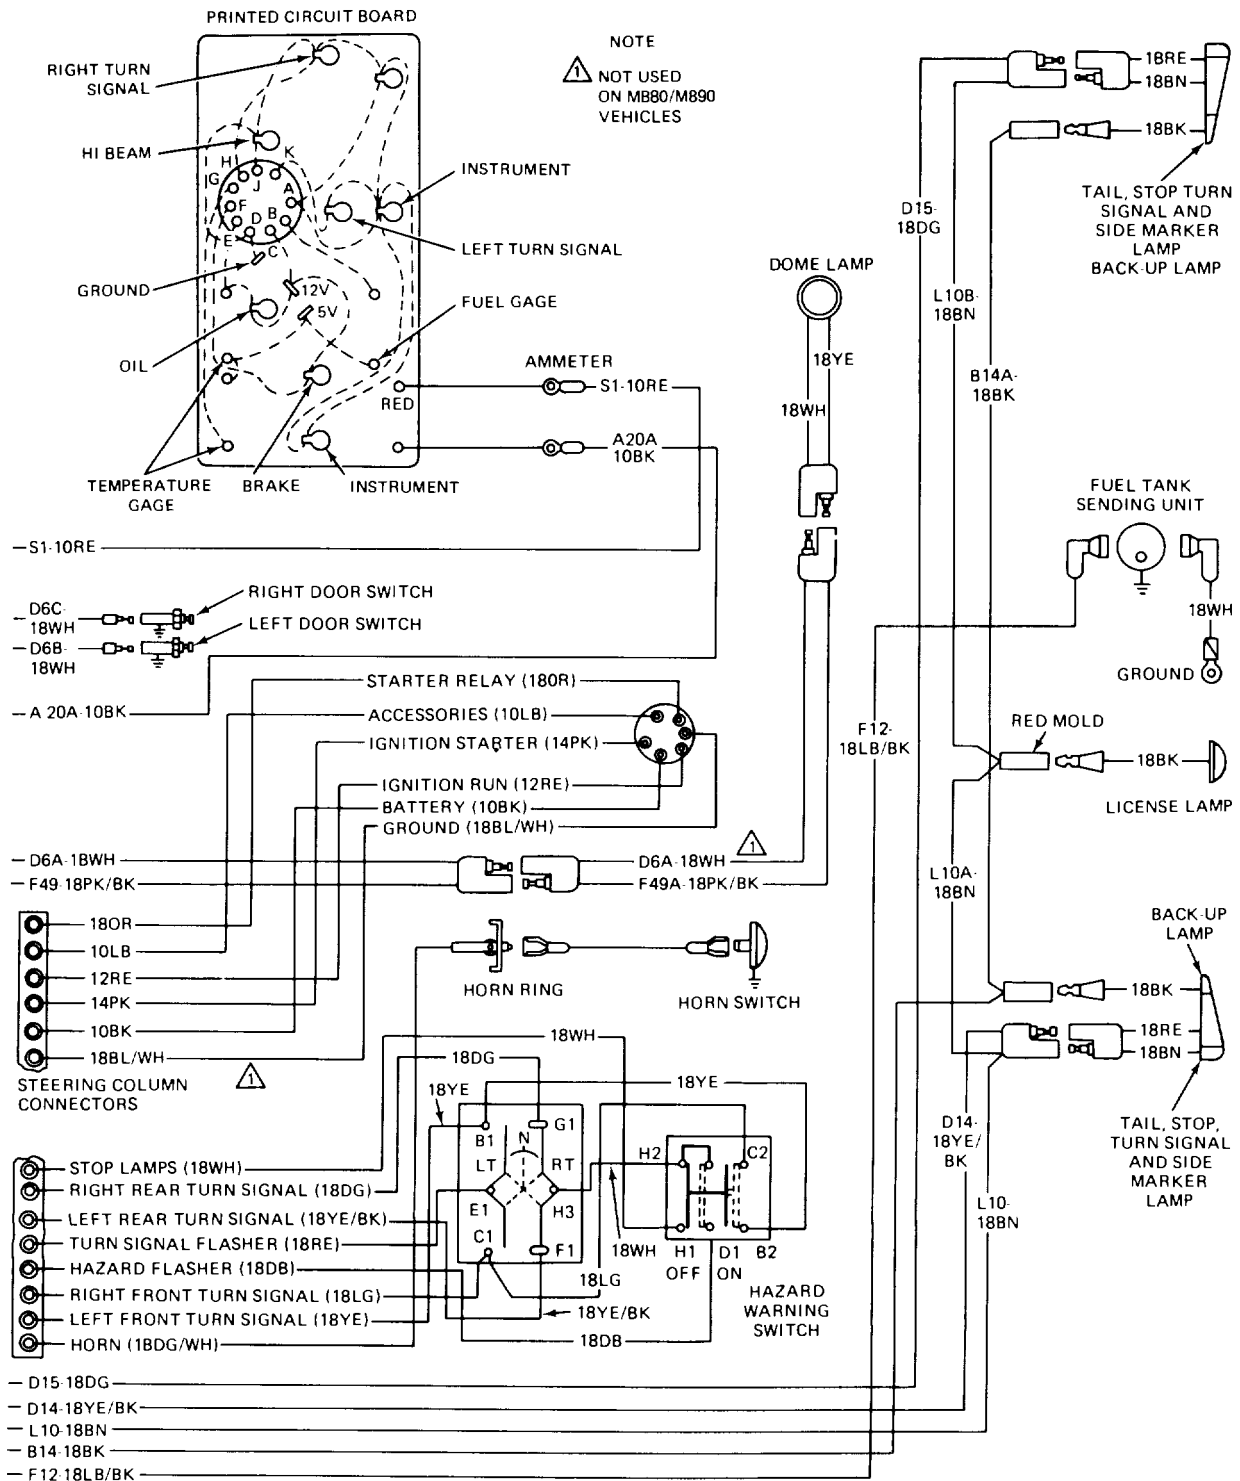 PRINTED CIRCUIT BOARD
RIGHT TURN
SIGNAL
HI BEAM
H
K
G
J
A
F
D
B
E
C
INSTRUMENT
LEFT TURN SIGNAL
GROUND
12V
5V
FUEL GAGE
OIL
RED
AMMETER
S1-10RE
A20A
10BK
TEMPERATURE
GAGE
BRAKE
INSTRUMENT
NOTE
1 NOT USED
ON M880/M890
VEHICLES
18RE
18BN
18BK
TAIL, STOP TURN
SIGNAL AND
SIDE MARKER
LAMP
BACK-UP LAMP
D15-
18DG
L10B-
18BN
B14A-
18BK
DOME LAMP
18YE
18WH
FUEL TANK
SENDING UNIT
18WH
GROUND
S1-10RE
D6C-
18WH
RIGHT DOOR SWITCH
D6B-
18WH
LEFT DOOR SWITCH
A 20A-10BK
STARTER RELAY (18OR)
ACCESSORIES (10LB)
IGNITION STARTER (14PK)
IGNITION RUN (12RE)
BATTERY (10BK)
GROUND (18BL/WH)
F12-
18LB/BK
RED MOLD
18BK
LICENSE LAMP
D6A-18WH
F49-18PK/BK
D6A-18WH
1
F49A-18PK/BK
L10A-
18BN
18OR
10LB
12RE
14PK
10BK
18BL/WH
STEERING COLUMN
CONNECTORS
1
HORN RING
HORN SWITCH
BACK-UP
LAMP
18BK
18RE
18BN
TAIL, STOP,
TURN SIGNAL
AND SIDE
MARKER
LAMP
D14-
18YE/
BK
L10-
18BN
18WH
18DG
18YE
18YE
B1
G1
N
LT
RT
E1
H3
C1
F1
H2
C2
H1
D1
B2
OFF
ON
18WH
18LG
18YE/BK
18DB
HAZARD
WARNING
SWITCH
STOP LAMPS (18WH)
RIGHT REAR TURN SIGNAL (18DG)
LEFT REAR TURN SIGNAL (18YE/BK)
TURN SIGNAL FLASHER (18RE)
HAZARD FLASHER (18DB)
RIGHT FRONT TURN SIGNAL (18LG)
LEFT FRONT TURN SIGNAL (18YE)
HORN (18DG/WH)
D15-18DG
D14-18YE/BK
L10-18BN
B14-18BK
F12-18LB/BK